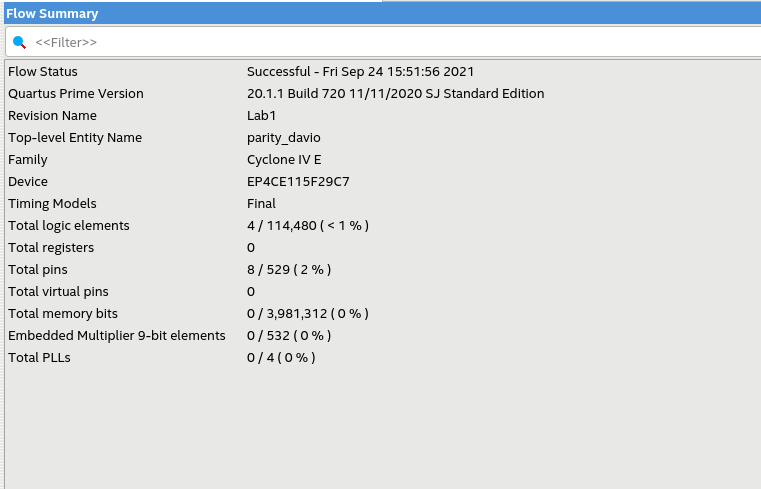 Flow Summary
<<Filter>>
Flow Status Successful - Fri Sep 24 15:51:56 2021
Quartus Prime Version 20.1.1 Build 720 11/11/2020 SJ Standard Edition
Revision Name Lab1
Top-level Entity Name parity_davio
Family Cyclone IV E
Device EP4CE115F29C7
Timing Models Final
Total logic elements 4 / 114,480 ( < 1 % )
Total registers 0
Total pins 8 / 529 ( 2 % )
Total virtual pins 0
Total memory bits 0 / 3,981,312 ( 0 % )
Embedded Multiplier 9-bit elements 0 / 532 ( 0 % )
Total PLLs 0 / 4 ( 0 % )